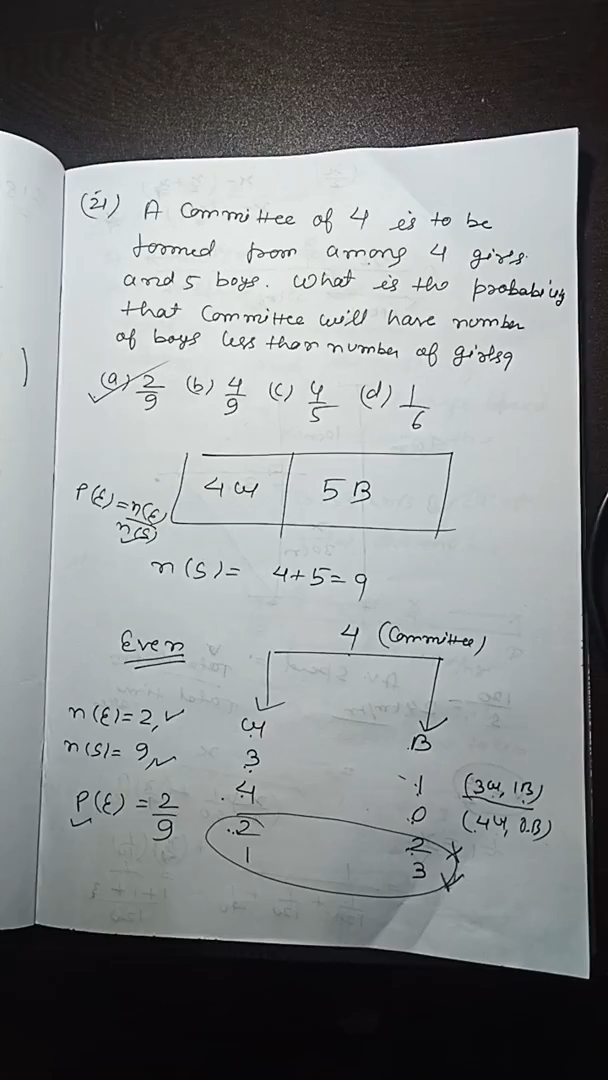 (21) A Committee of 4 is to be
formed from among 4 girls
and 5 boys. What is the probability
that Committee will have number
of boys less than number of girls?
(a) 2/9 (b) 4/9 (c) 4/5 (d) 1/6
4G 5B
P(E)=n(E)/n(S)
n(S)= 4+5=9
4 (Committee)
Even
n(E)=2,
G B
n(S)= 9
3 1 (3G, 1B)
P(E) = 2/9
4 0 (4G, 0B)
2 2
1 3